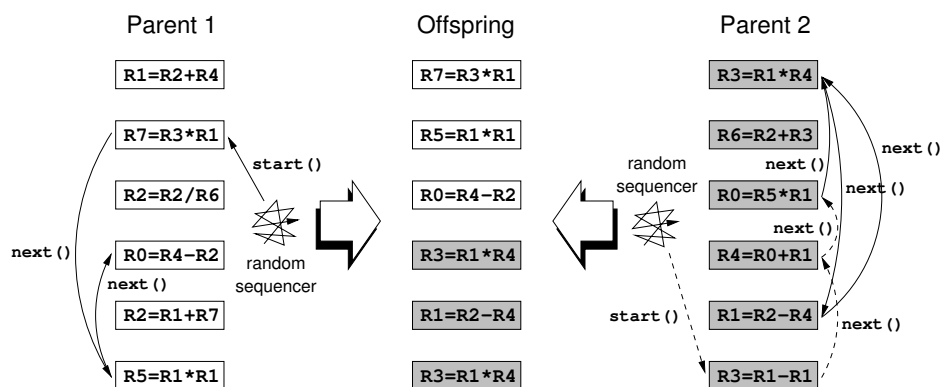 Parent 1
Offspring
Parent 2
R1=R2+R4
R7=R3*R1
R3=R1*R4
R7=R3*R1
R5=R1*R1
R6=R2+R3
next()
start()
random
sequencer
next()
R2=R2/R6
R0=R4-R2
R0=R5*R1
next()
next()
next()
R0=R4-R2
random
sequencer
R3=R1*R4
R4=R0+R1
next()
R2=R1+R7
R1=R2-R4
start()
R1=R2-R4
next()
R5=R1*R1
R3=R1*R4
R3=R1-R1